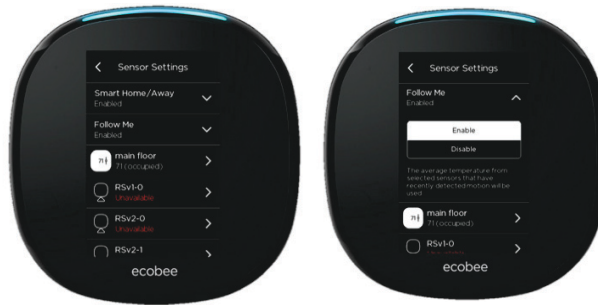 Sensor Settings
Smart Home/Away
Enabled
Follow Me
Enabled
71
main floor
71 (occupied)
RSv1-0
Unavailable
RSv2-0
Unavailable
RSv2-1
ecobee
Sensor Settings
Follow Me
Enabled
Enable
Disable
The average temperature from
selected sensors that have
recently detected motion will be
used
71
main floor
71 (occupied)
RSv1-0
ecobee